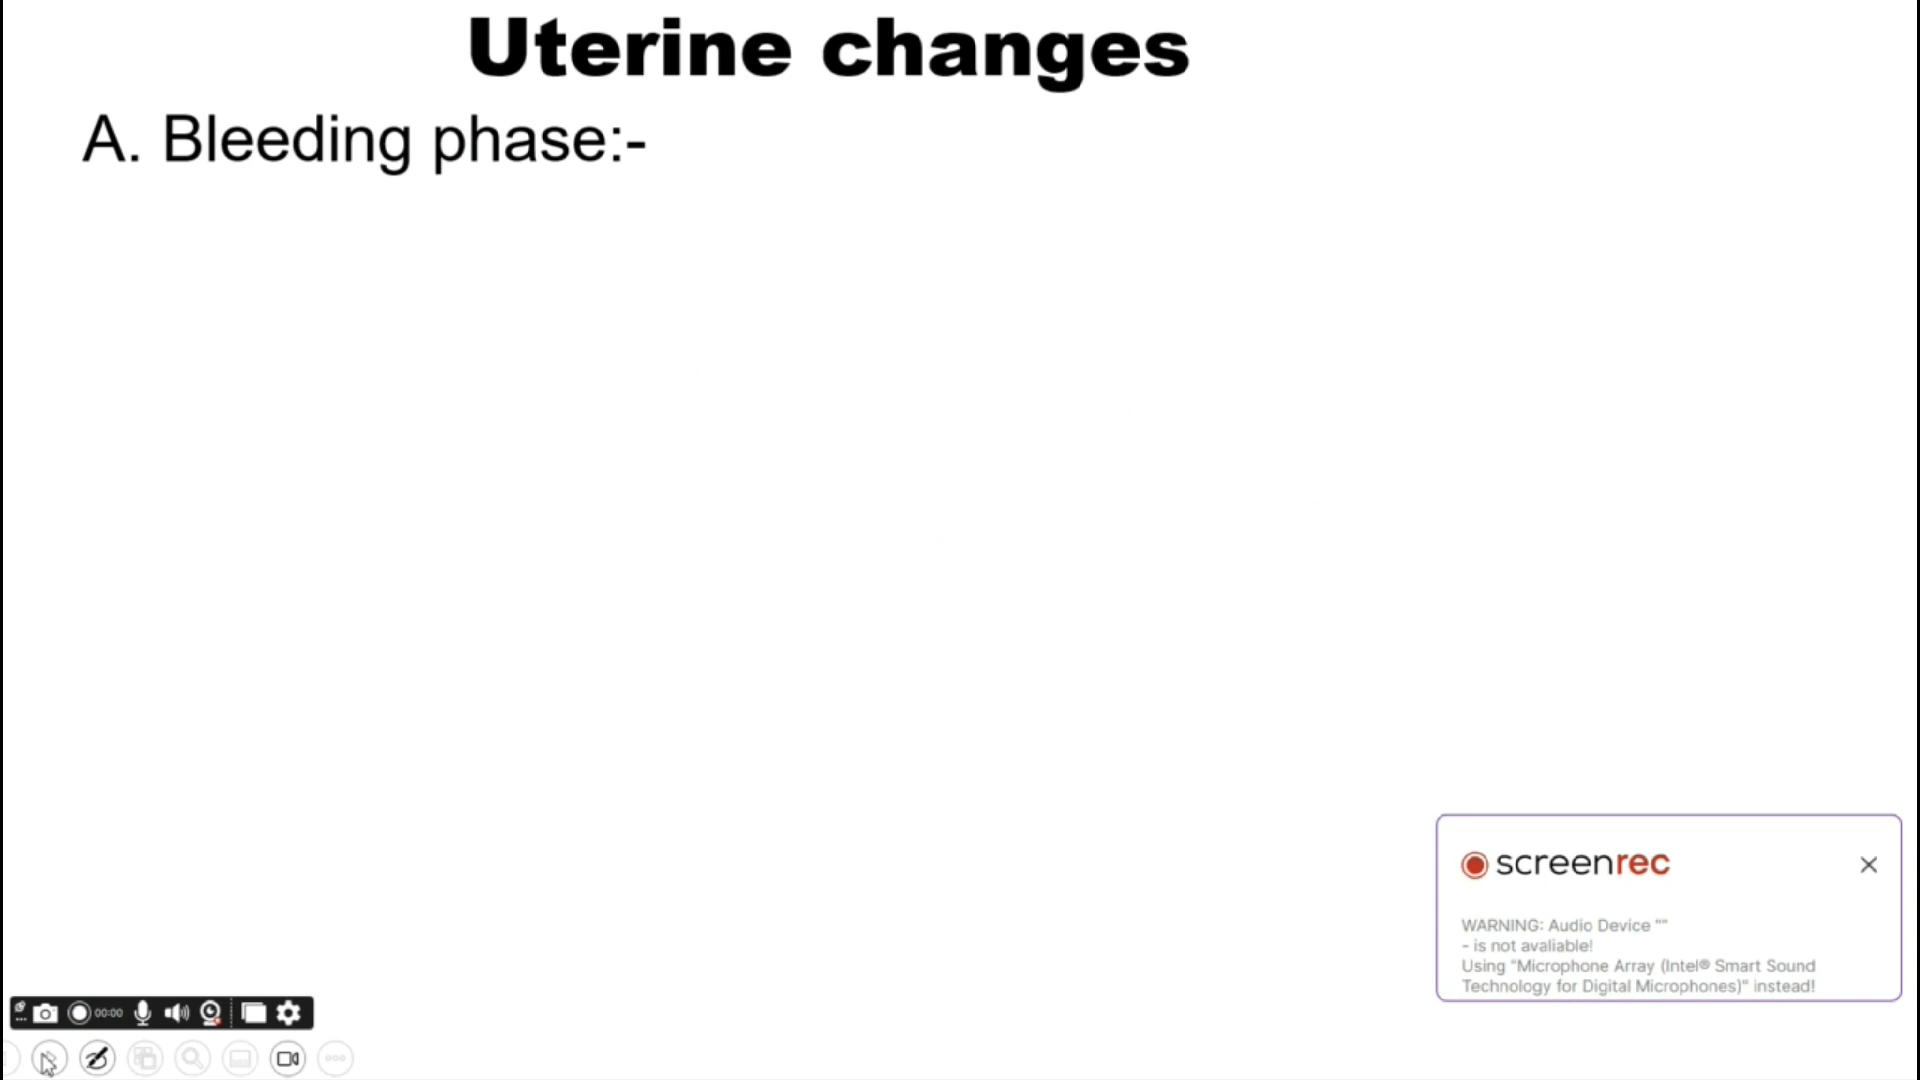 Uterine changes
A. Bleeding phase:-
screenrec
WARNING: Audio Device ""
- is not avaliable!
Using "Microphone Array (Intel® Smart Sound
Technology for Digital Microphones)" instead!
00:00